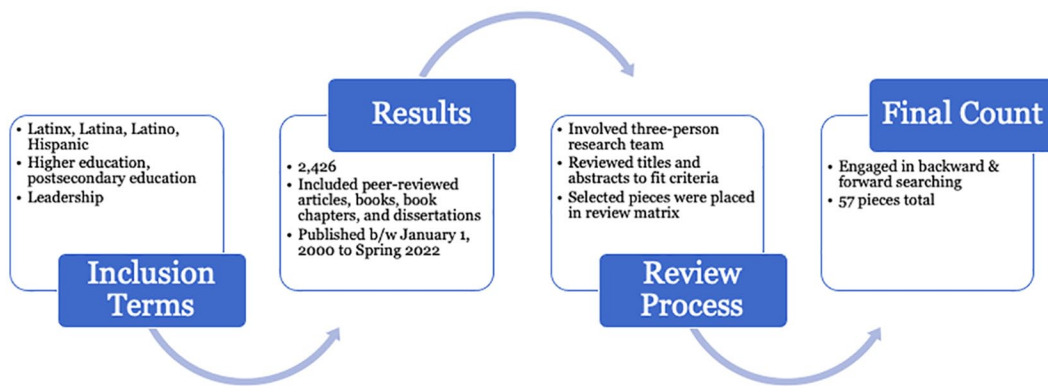 • Latinx, Latina, Latino,
Hispanic
• Higher education,
postsecondary education
• Leadership
Inclusion
Terms
Results
• 2,426
• Included peer-reviewed
articles, books, book
chapters, and dissertations
• Published b/w January 1,
2000 to Spring 2022
• Involved three-person
research team
• Reviewed titles and
abstracts to fit criteria
• Selected pieces were placed
in review matrix
Review
Process
Final Count
• Engaged in backward &
forward searching
• 57 pieces total